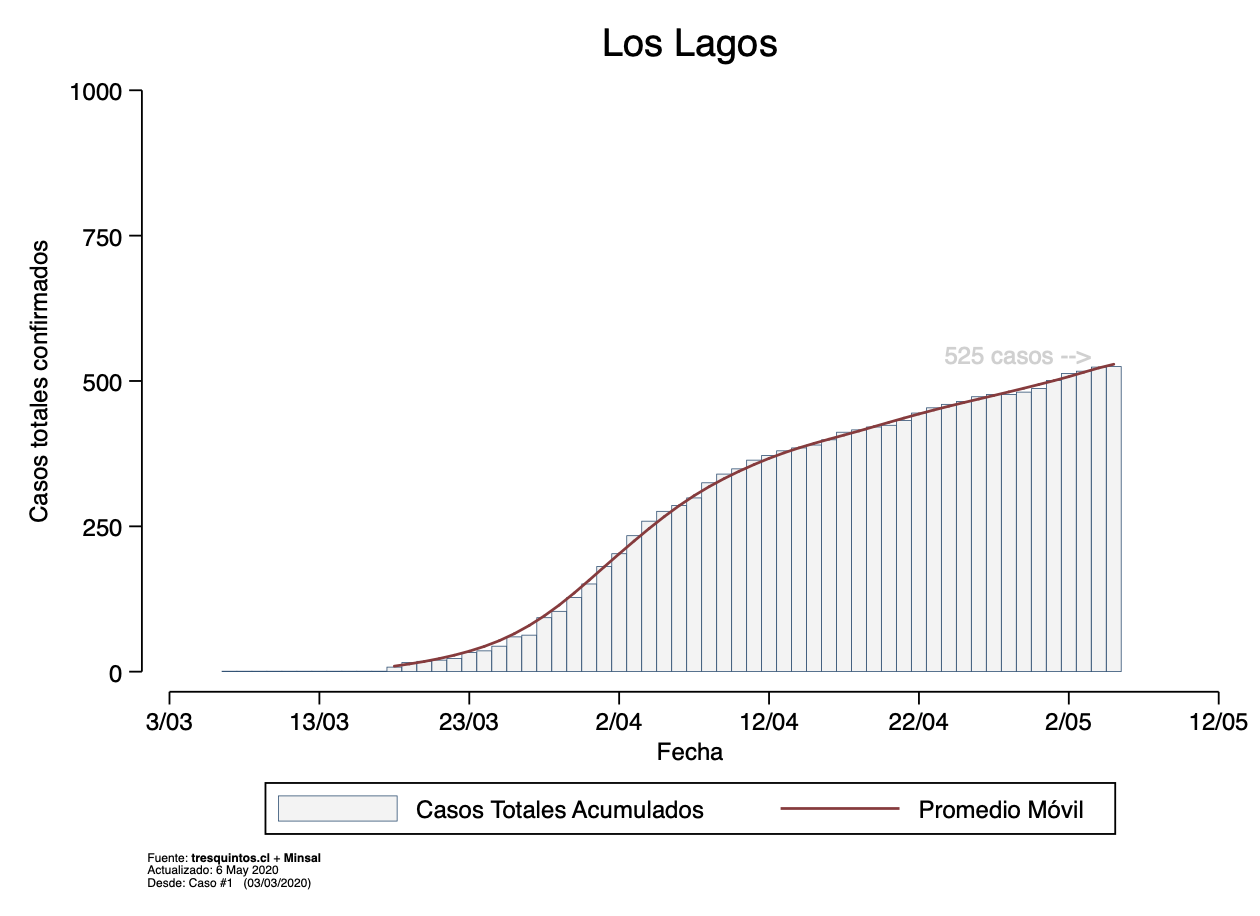 Los Lagos
1000
750
500
250
0
Casos totales confirmados
525 casos -->
3/03 13/03 23/03 2/04 12/04 22/04 2/05 12/05
Fecha
Casos Totales Acumulados Promedio Móvil
Fuente: tresquintos.cl + Minsal
Actualizado: 6 May 2020
Desde: Caso #1 (03/03/2020)